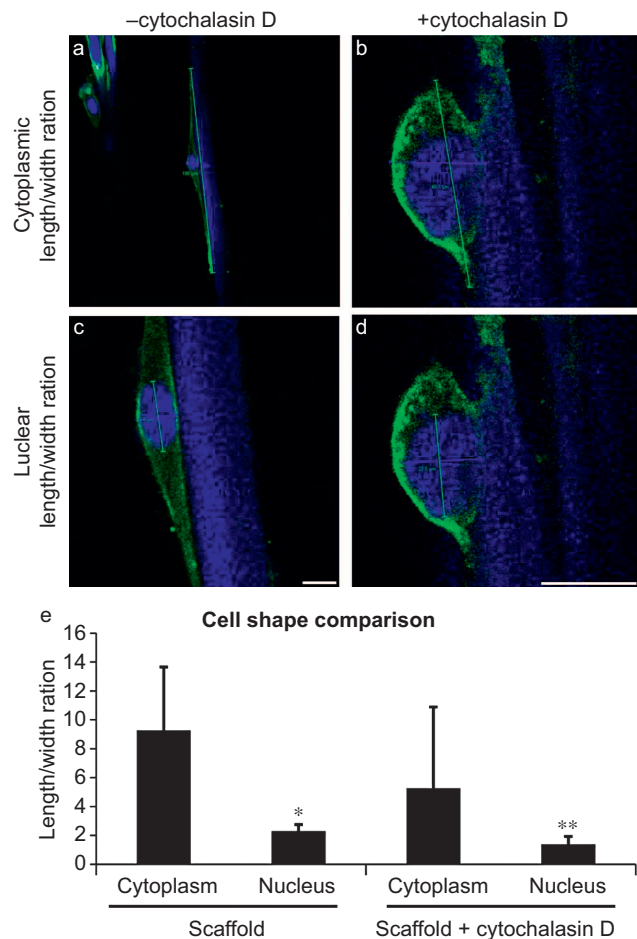 –cytochalasin D
+cytochalasin D
Cytoplasmic
length/width ration
a
b
Luclear
length/width ration
c
d
e
Cell shape comparison
Length/width ration
16
14
12
10
8
6
4
2
0
*
**
Cytoplasm
Nucleus
Cytoplasm
Nucleus
Scaffold
Scaffold + cytochalasin D